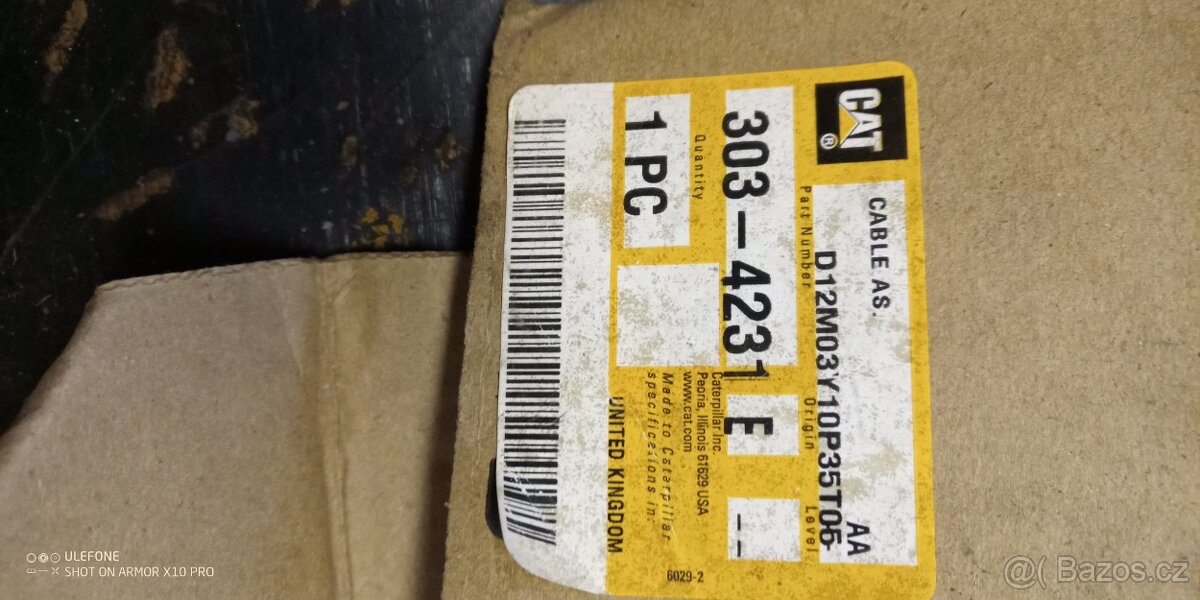 CAT
®
CABLE AS.
AA
D12M03Y10P35T05
Part Number
Origin
Level
303-4231
E
--
Quantity
1 PC
Caterpillar Inc.
Peoria, Illinois 61629 USA
www.cat.com
Made to Caterpillar
specifications in:
UNITED KINGDOM
6029-2
ULEFONE
SHOT ON ARMOR X10 PRO
@( Bazos.cz